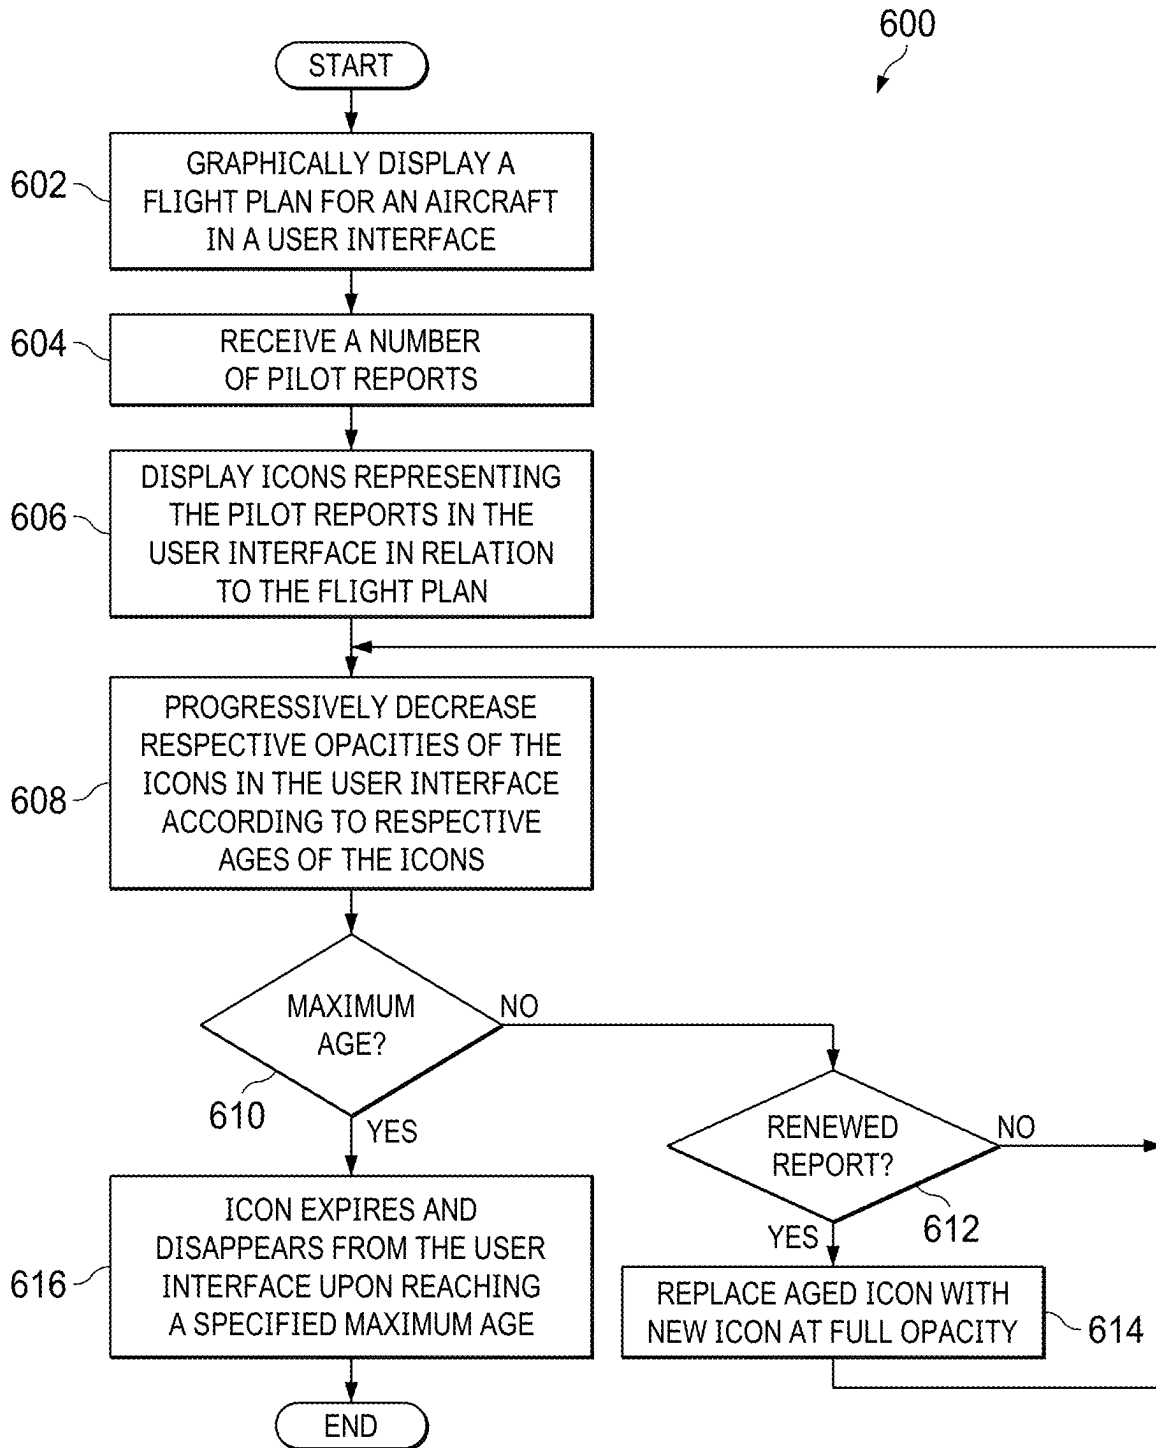 600
START
602
GRAPHICALLY DISPLAY A
FLIGHT PLAN FOR AN AIRCRAFT
IN A USER INTERFACE
604
RECEIVE A NUMBER
OF PILOT REPORTS
606
DISPLAY ICONS REPRESENTING
THE PILOT REPORTS IN THE
USER INTERFACE IN RELATION
TO THE FLIGHT PLAN
608
PROGRESSIVELY DECREASE
RESPECTIVE OPACITIES OF THE
ICONS IN THE USER INTERFACE
ACCORDING TO RESPECTIVE
AGES OF THE ICONS
MAXIMUM
AGE?
NO
610
YES
RENEWED
REPORT?
NO
612
YES
616
ICON EXPIRES AND
DISAPPEARS FROM THE USER
INTERFACE UPON REACHING
A SPECIFIED MAXIMUM AGE
REPLACE AGED ICON WITH
NEW ICON AT FULL OPACITY
614
END